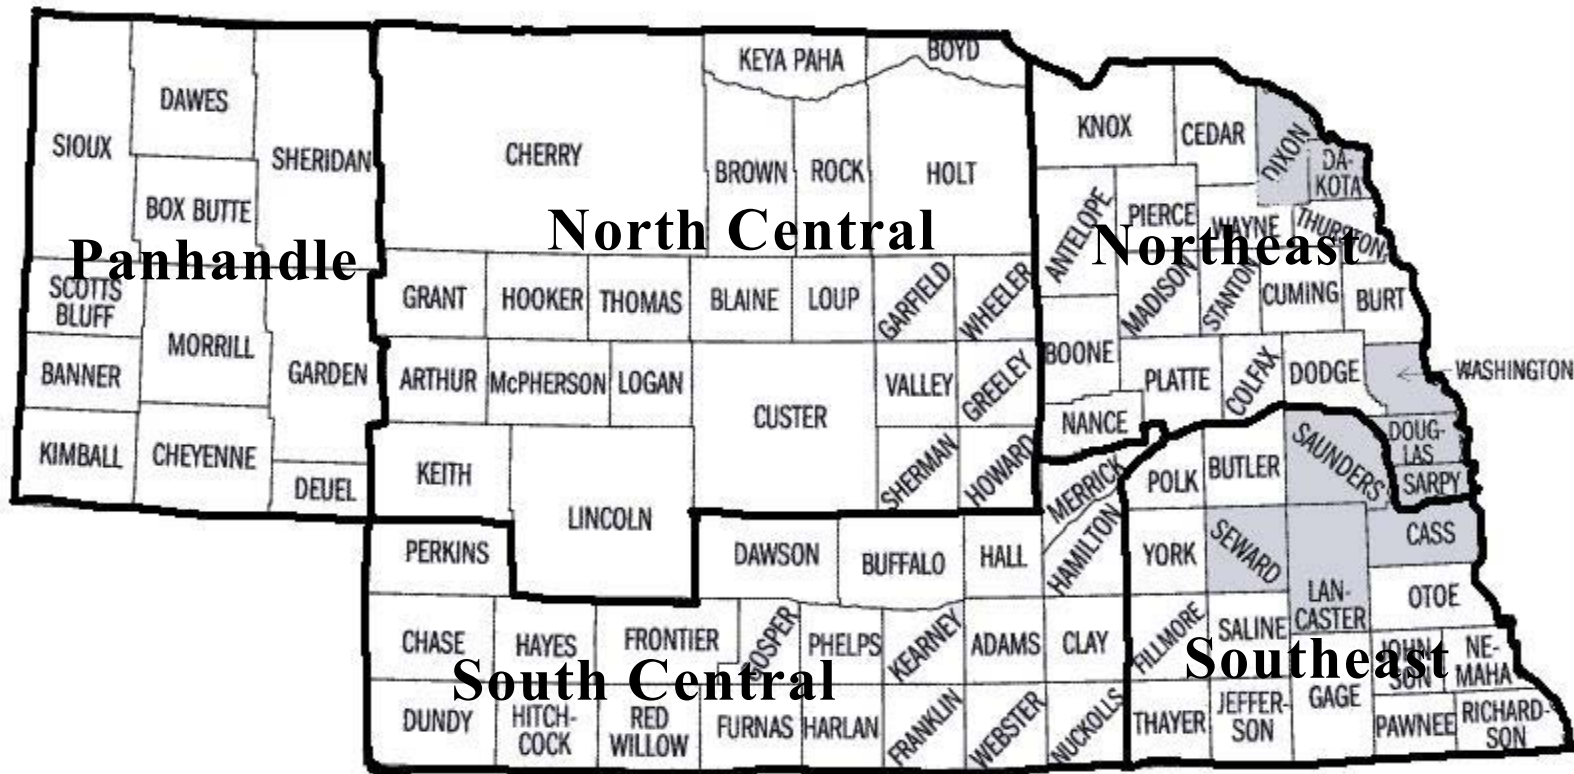 BOYD
KEYA PAHA
DAWES
KNOX
CEDAR
DIXON
SIOUX
SHERIDAN
CHERRY
BROWN
ROCK
HOLT
DA-
KOTA
BOX BUTTE
ANTELOPE
PIERCE
WAYNE
THURSTON
North Central
Northeast
Panhandle
SCOTTS
BLUFF
GRANT
HOOKER
THOMAS
BLAINE
LOUP
GARFIELD
WHEELER
MADISON
STANTON
CUMING
BURT
MORRILL
BANNER
GARDEN
ARTHUR
McPHERSON
LOGAN
CUSTER
VALLEY
GREELEY
BOONE
PLATTE
COLFAX
DODGE
WASHINGTON
NANCE
KIMBALL
CHEYENNE
DEUEL
KEITH
LINCOLN
SHERMAN
HOWARD
MERRICK
POLK
BUTLER
SAUNDERS
DOUG-
LAS
SARPY
PERKINS
DAWSON
BUFFALO
HALL
HAMILTON
YORK
SEWARD
CASS
LAN-
CASTER
OTOE
CHASE
HAYES
FRONTIER
GOSPER
PHELPS
KEARNEY
ADAMS
CLAY
FILLMORE
SALINE
JOHN-
SON
NE-
MAHA
South Central
Southeast
DUNDY
HITCH-
COCK
RED
WILLOW
FURNAS
HARLAN
FRANKLIN
WEBSTER
NUCKOLLS
THAYER
JEFFER-
SON
GAGE
PAWNEE
RICHARD-
SON